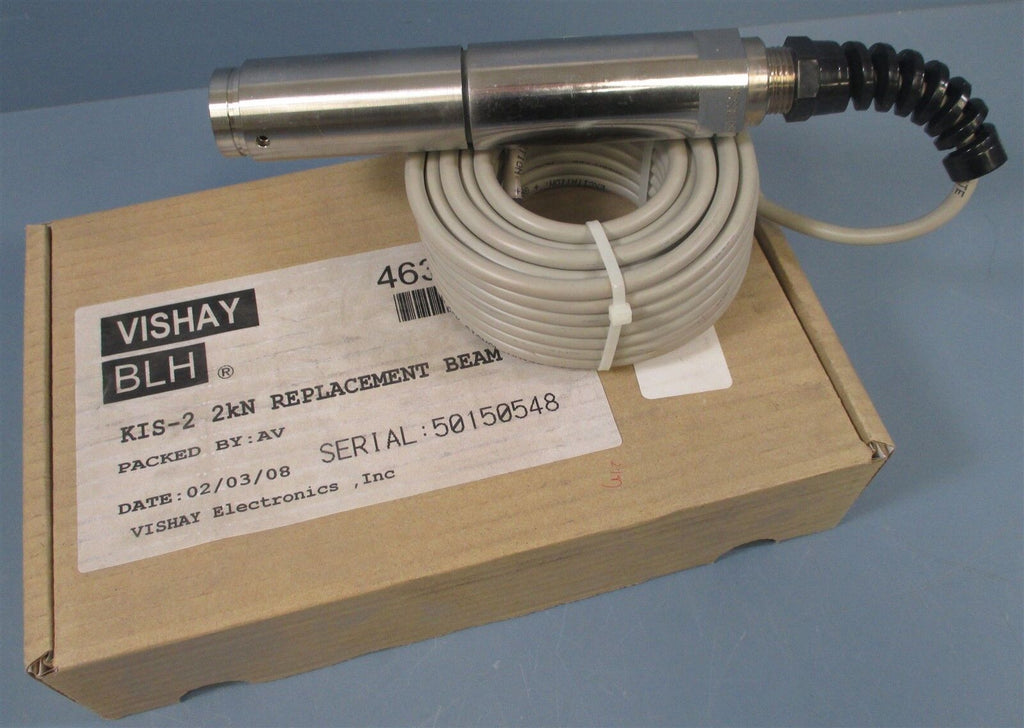 VISHAY
BLH ®
463
KIS-2 2kN REPLACEMENT BEAM
PACKED BY:AV
SERIAL:50150548
DATE:02/03/08
VISHAY Electronics ,Inc